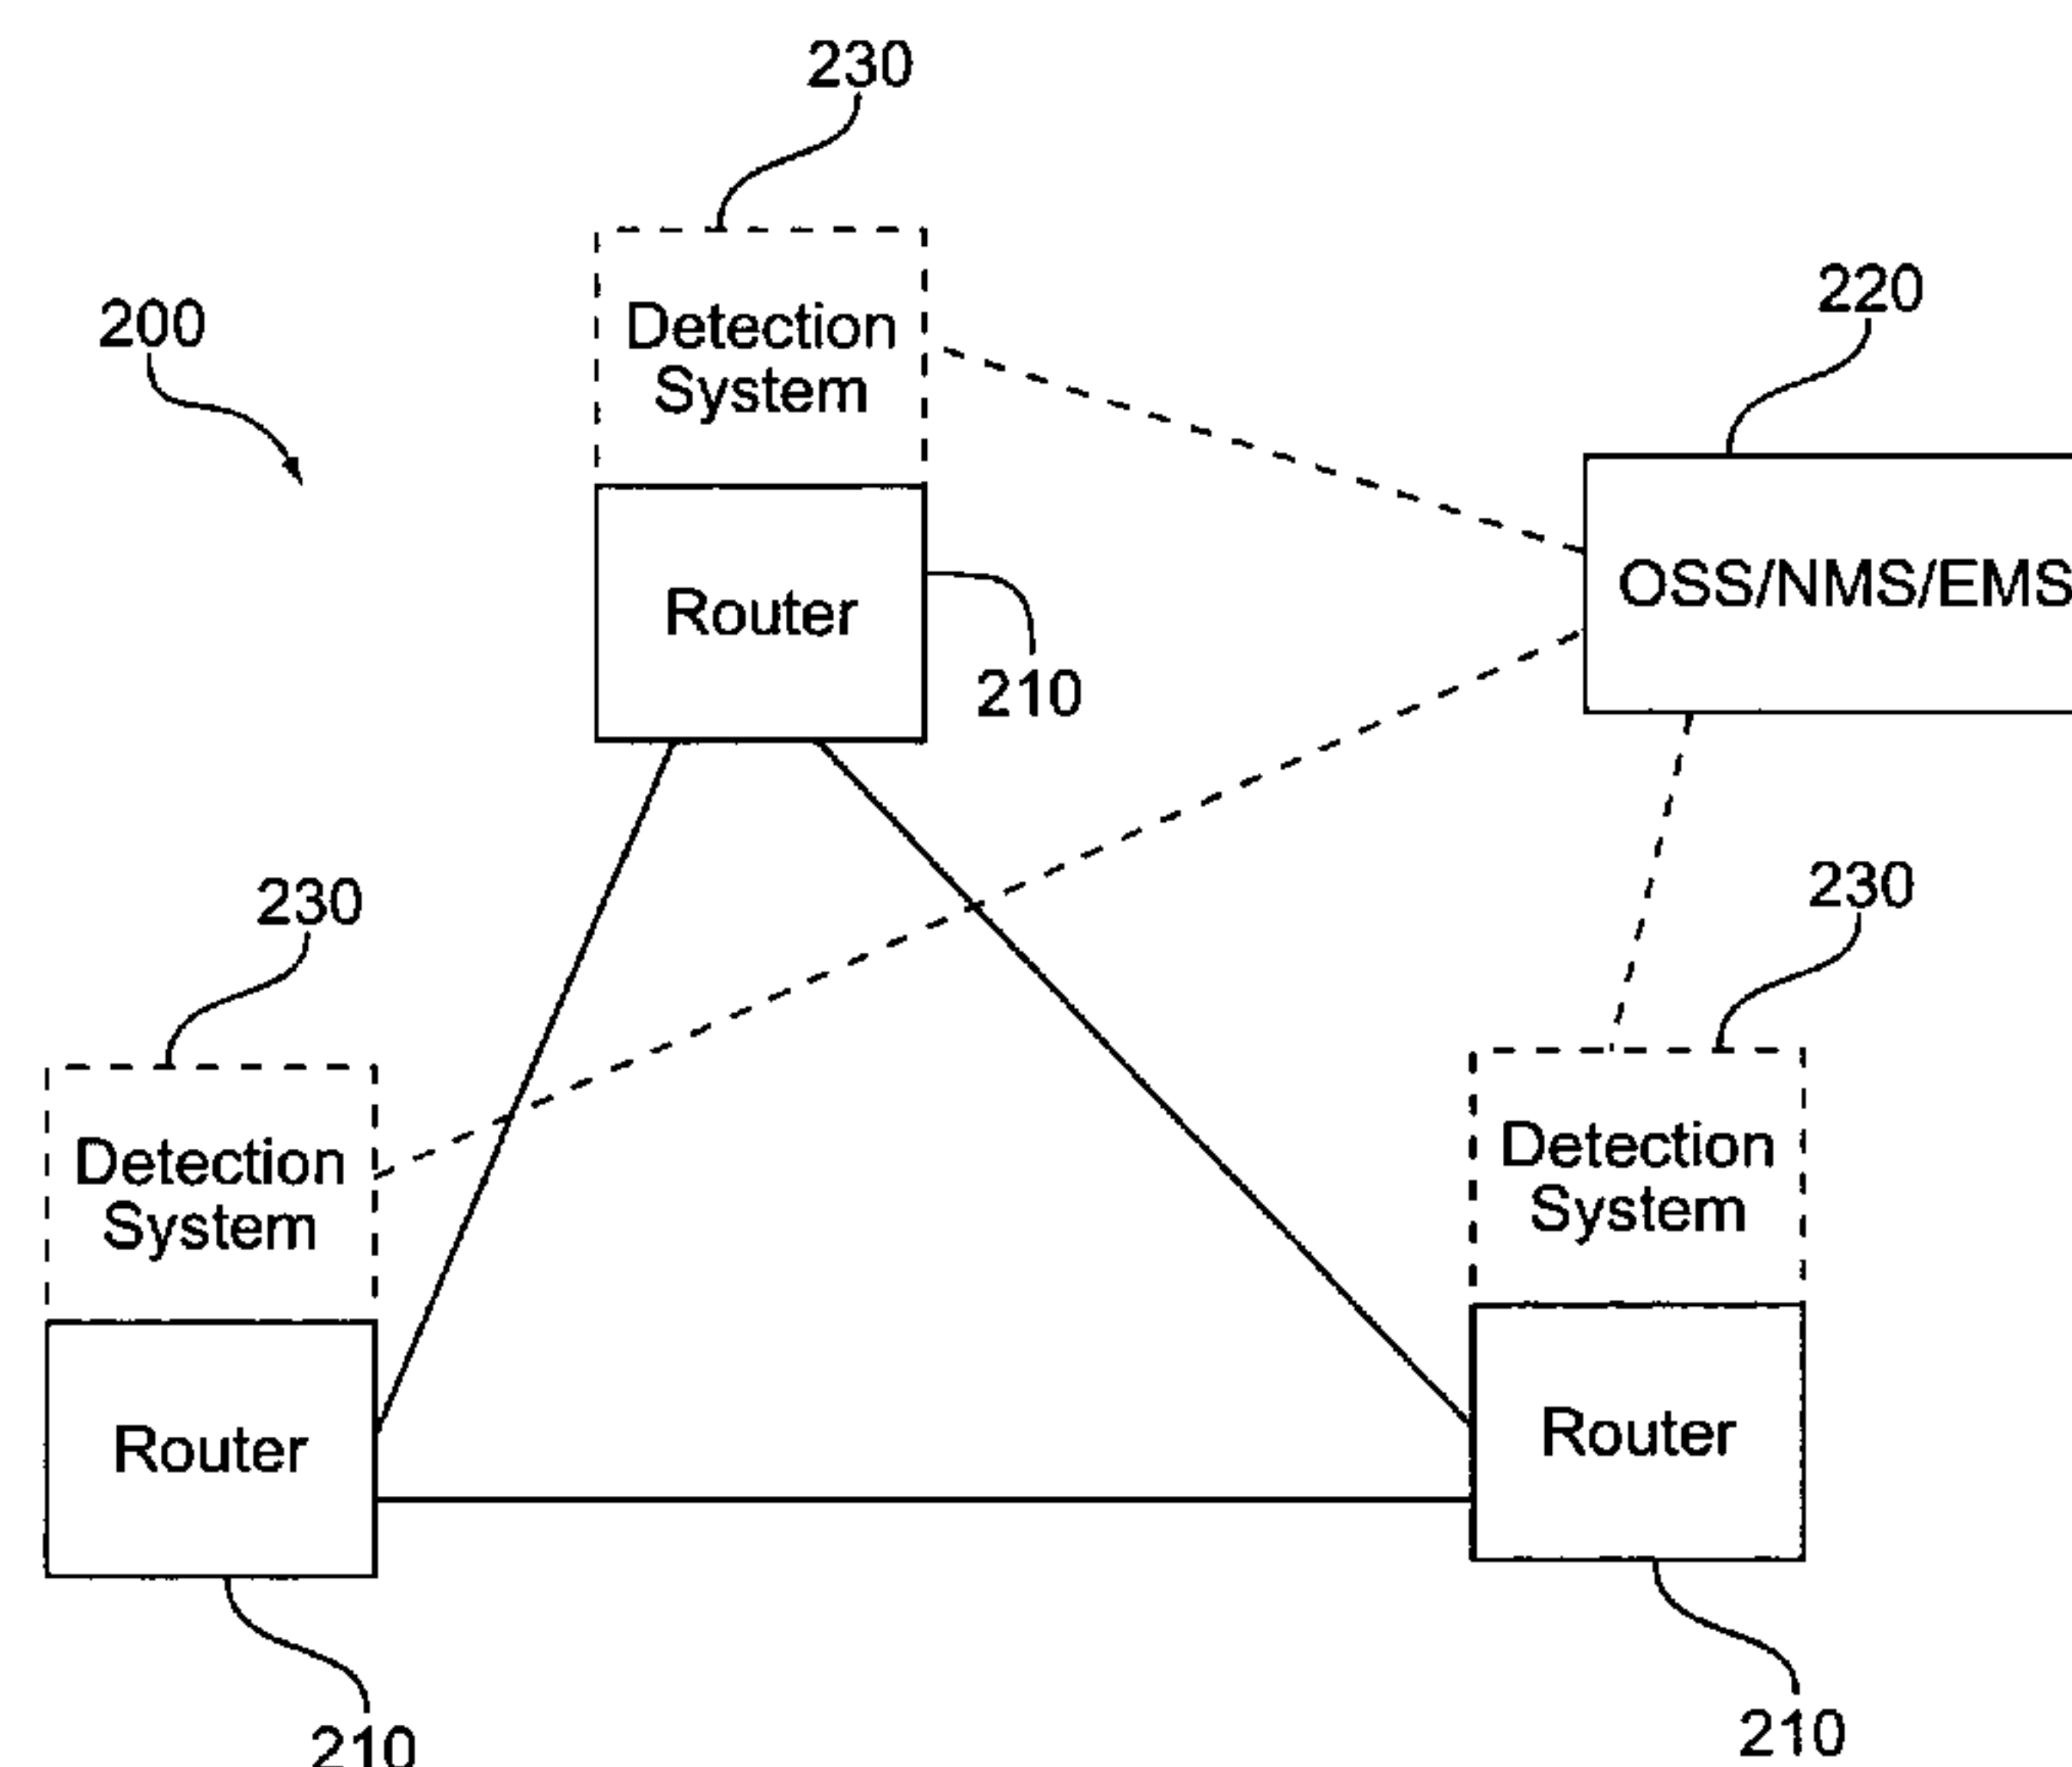 230
200
Detection
System
220
Router
OSS/NMS/EMS
210
230
230
Detection
System
Detection
System
Router
Router
210
210